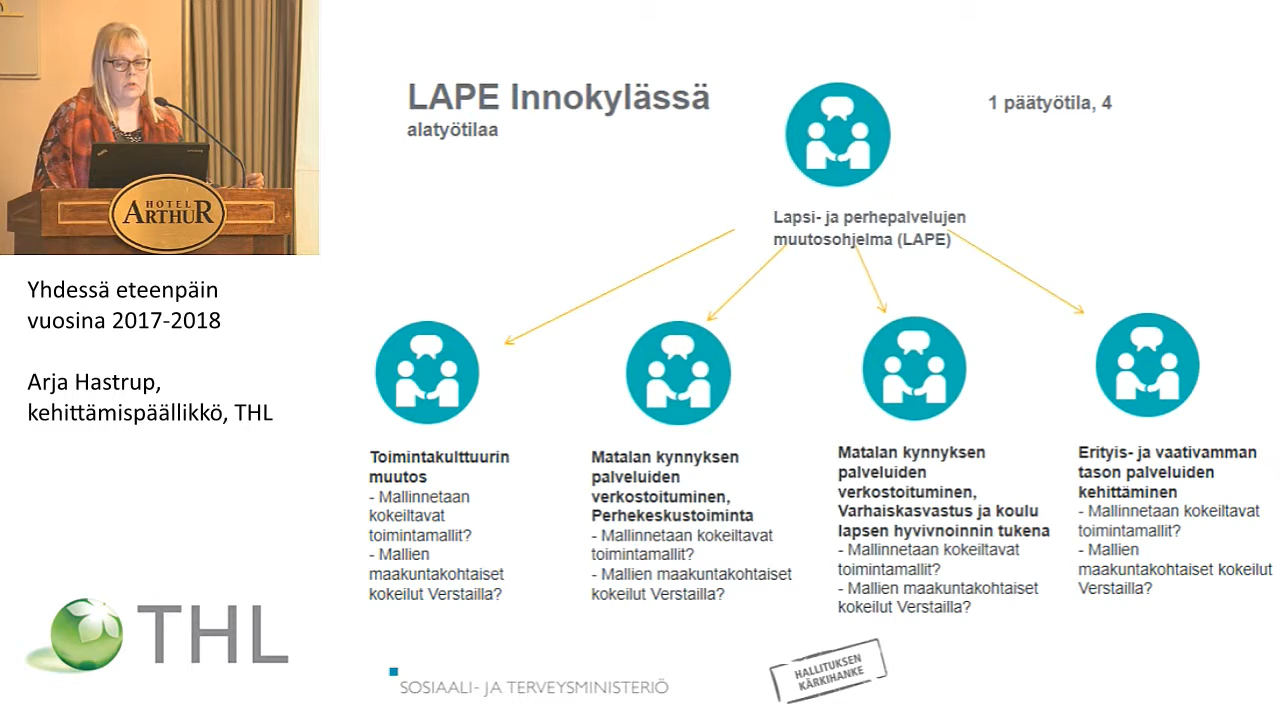 HOTEL
ARTHUR
Yhdessä eteenpäin
vuosina 2017-2018
Arja Hastrup,
kehittämispäällikkö, THL
THL
LAPE Innokylässä
alatyötilaa
1 päätyötila, 4
Lapsi- ja perhepalvelujen
muutosohjelma (LAPE)
Toimintakulttuurin
muutos
- Mallinnetaan
kokeiltavat
toimintamallit?
- Mallien
maakuntakohtaiset
kokeilut Verstailla?
Matalan kynnyksen
palveluiden
verkostoituminen,
Perhekeskustoiminta
- Mallinnetaan kokeiltavat
toimintamallit?
- Mallien maakuntakohtaiset
kokeilut Verstailla?
Matalan kynnyksen
palveluiden
verkostoituminen,
Varhaiskasvastus ja koulu
lapsen hyvivnoinnin tukena
- Mallinnetaan kokeiltavat
toimintamallit?
- Mallien maakuntakohtaiset
kokeilut Verstailla?
Erityis- ja vaativamman
tason palveluiden
kehittäminen
- Mallinnetaan kokeiltavat
toimintamallit?
- Mallien
maakuntakohtaiset kokeilut
Verstailla?
SOSIAALI- JA TERVEYSMINISTERIÖ
HALLITUKSEN
KÄRKIHANKE